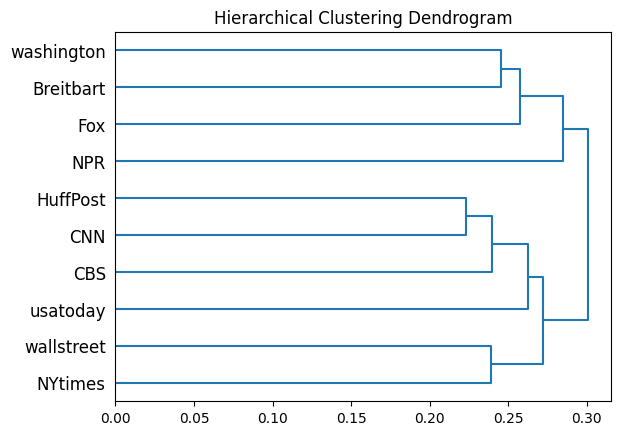 Hierarchical Clustering Dendrogram
washington
Breitbart
Fox
NPR
HuffPost
CNN
CBS
usatoday
wallstreet
NYtimes
0.00 0.05 0.10 0.15 0.20 0.25 0.30